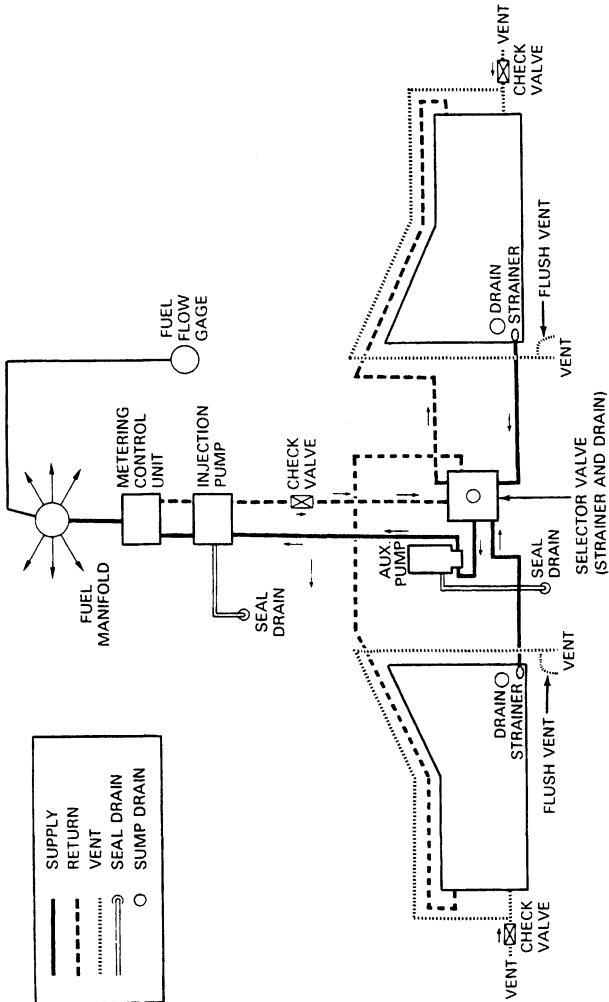 SUPPLY
RETURN
VENT
SEAL DRAIN
SUMP DRAIN
FUEL
MANIFOLD
FUEL
FLOW
GAGE
METERING
CONTROL
UNIT
INJECTION
PUMP
SEAL
DRAIN
CHECK
VALVE
AUX.
PUMP
SEAL
DRAIN
SELECTOR VALVE
(STRAINER AND DRAIN)
VENT
CHECK
VALVE
DRAIN
STRAINER
FLUSH VENT
VENT
DRAIN
STRAINER
FLUSH VENT
VENT
VENT
CHECK
VALVE